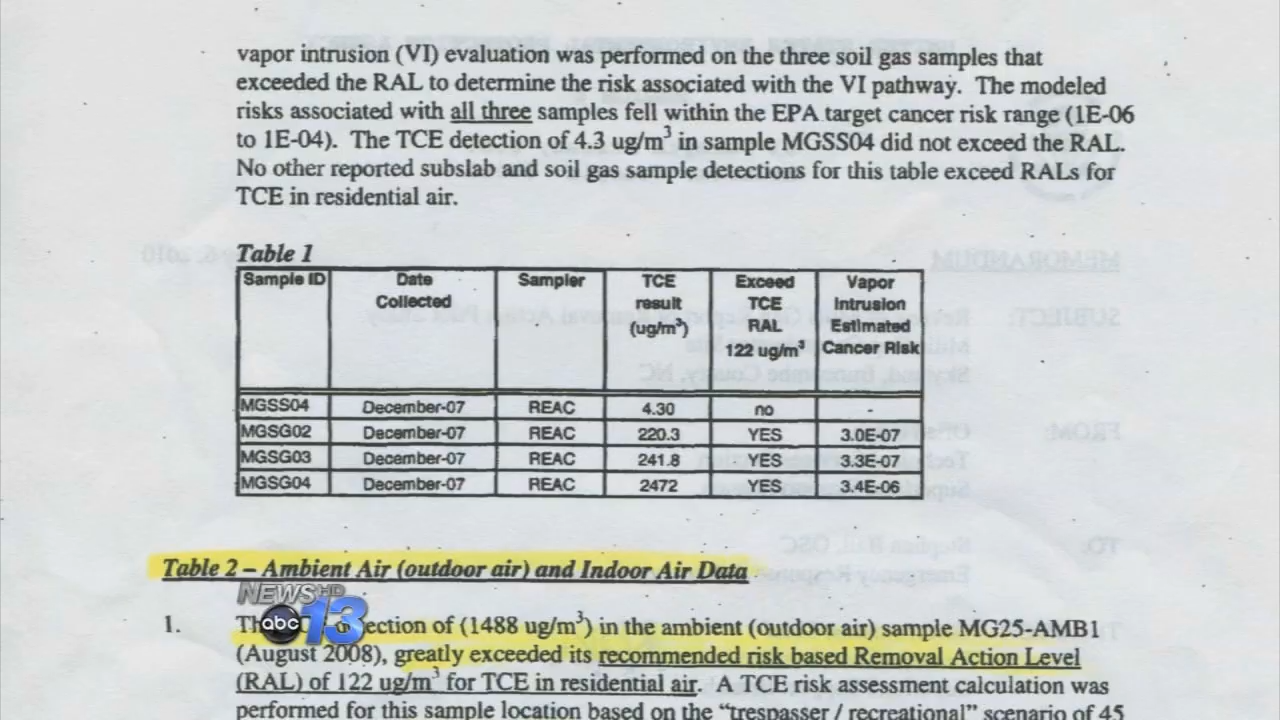 vapor intrusion (VI) evaluation was performed on the three soil gas samples that
exceeded the RAL to determine the risk associated with the VI pathway. The modeled
risks associated with all three samples fell within the EPA target cancer risk range (1E-06
to 1E-04). The TCE detection of 4.3 ug/m³ in sample MGSS04 did not exceed the RAL.
No other reported subslab and soil gas sample detections for this table exceed RALs for
TCE in residential air.
Table 1
Sample ID Date Collected Sampler TCE result (ug/m³) Exceed TCE RAL 122 ug/m³ Vapor Intrusion Estimated Cancer Risk
MGSS04 December-07 REAC 4.30 no -
MGSG02 December-07 REAC 220.3 YES 3.0E-07
MGSG03 December-07 REAC 241.8 YES 3.3E-07
MGSG04 December-07 REAC 2472 YES 3.4E-06
Table 2 – Ambient Air (outdoor air) and Indoor Air Data
NEWS HD
abc 13
1. ection of (1488 ug/m³) in the ambient (outdoor air) sample MG25-AMB1
(August 2008), greatly exceeded its recommended risk based Removal Action Level
(RAL) of 122 ug/m³ for TCE in residential air. A TCE risk assessment calculation was
performed for this sample location based on the "trespasser / recreational" scenario of 45